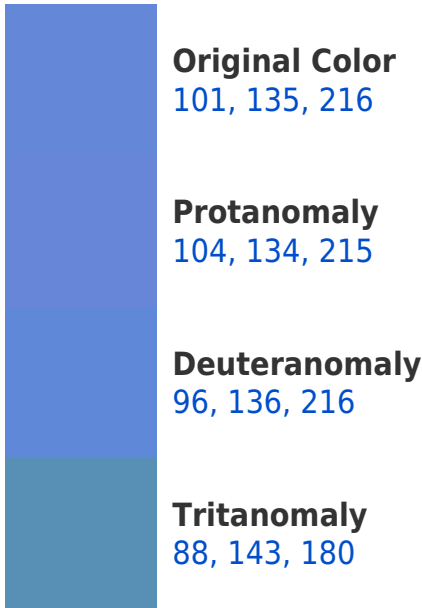 Original Color
101, 135, 216
Protanomaly
104, 134, 215
Deuteranomaly
96, 136, 216
Tritanomaly
88, 143, 180